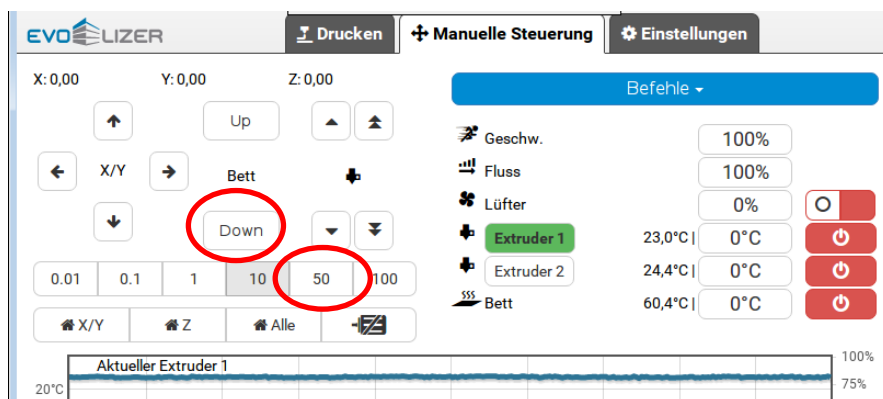 EVOLIZER
Drucken
Manuelle Steuerung
Einstellungen
X: 0,00 Y: 0,00 Z: 0,00
Befehle
Up
X/Y
Bett
Down
0.01 0.1 1 10 50 100
X/Y Z Alle
Geschw. 100%
Fluss 100%
Lüfter 0%
Extruder 1 23,0°C | 0°C
Extruder 2 24,4°C | 0°C
Bett 60,4°C | 0°C
Aktueller Extruder 1
20°C
100%
75%